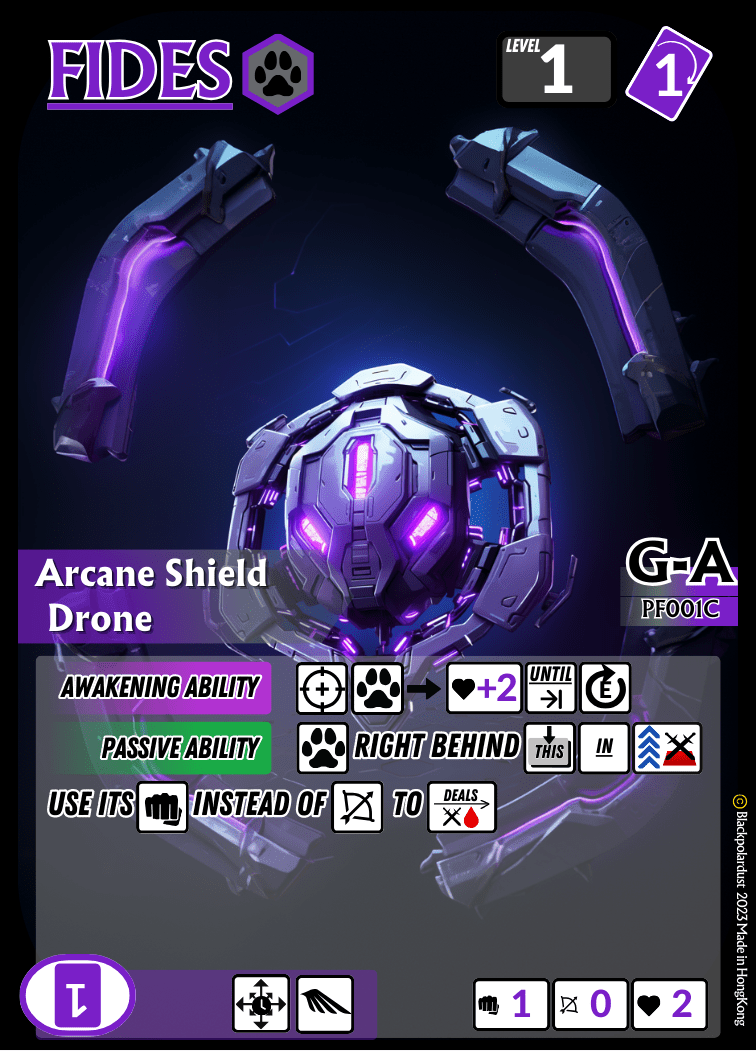 FIDES
LEVEL 1
1
Arcane Shield
Drone
G-A
PF001C
AWAKENING ABILITY +2 UNTIL E
PASSIVE ABILITY RIGHT BEHIND THIS IN
USE ITS INSTEAD OF TO DEALS
1
1 0 2
© Blackpolardust 2023 Made in HongKong